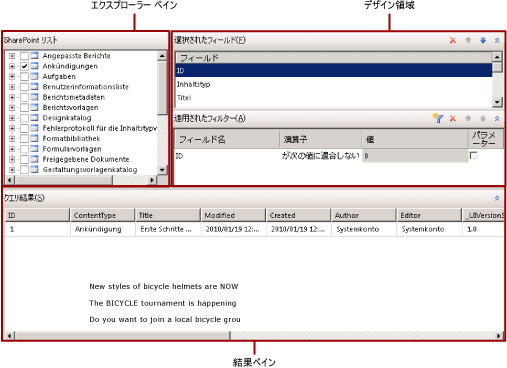 エクスプローラー ペイン
デザイン領域
SharePoint リスト
Angepasste Berichte
Ankündigungen
Aufgaben
Benutzerinformationsliste
Berichtsmetadaten
Berichtsvorlagen
Designkatalog
Fehlerprotokoll für die Inhaltstypv
Formatbibliothek
Formularvorlagen
Freigegebene Dokumente
Gestaltungsvorlagenkatalog
選択されたフィールド(F)
フィールド
ID
Inhaltstyp
Titel
適用されたフィルター(A)
フィールド名 演算子 値 パラメーター
ID が次の値に適合しない 0
クエリ結果(S)
ID ContentType Title Modified Created Author Editor _UIVersionS
1 Ankündigung Erste Schritte ... 2010/01/19 12:... 2010/01/19 12:... Systemkonto Systemkonto 1.0
New styles of bicycle helmets are NOW
The BICYCLE tournament is happening
Do you want to join a local bicycle grou
結果ペイン